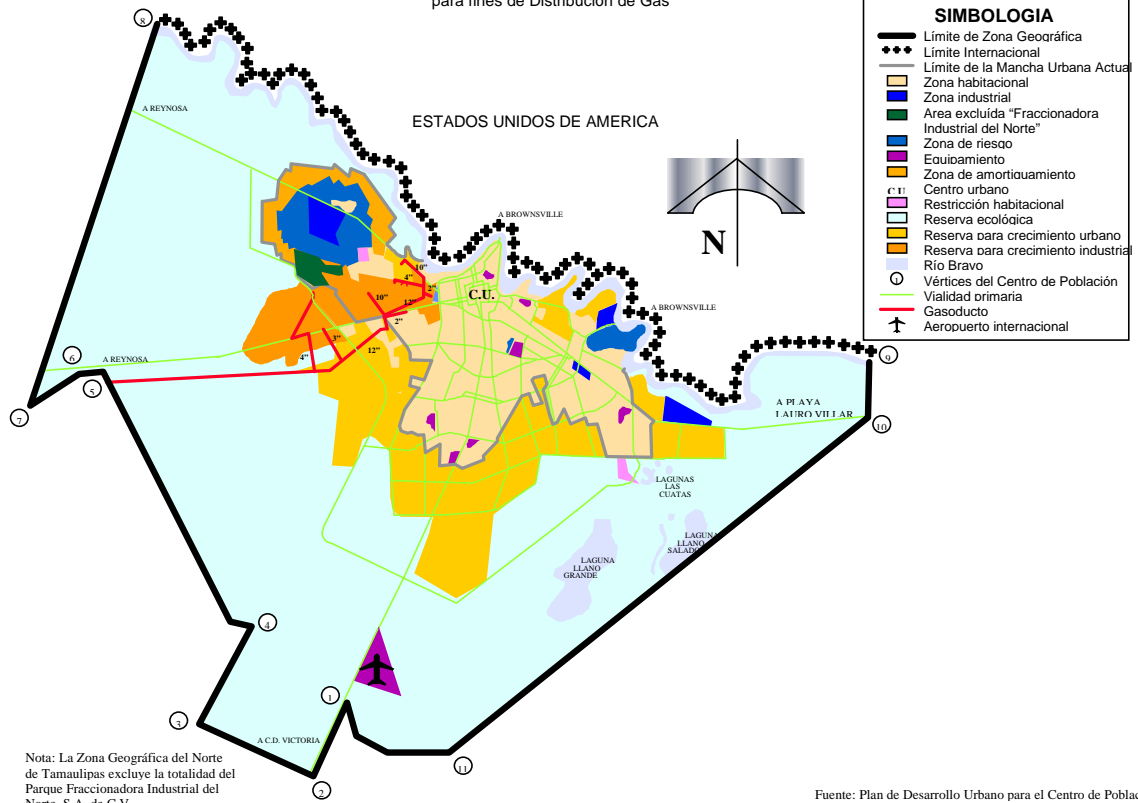 para fines de Distribución de Gas
SIMBOLOGIA
Límite de Zona Geográfica
Límite Internacional
Límite de la Mancha Urbana Actual
Zona habitacional
Zona industrial
Area excluída “Fraccionadora
Industrial del Norte”
Zona de riesgo
Equipamiento
Zona de amortiguamiento
C.U. Centro urbano
Restricción habitacional
Reserva ecológica
Reserva para crecimiento urbano
Reserva para crecimiento industrial
Río Bravo
1 Vértices del Centro de Población
Vialidad primaria
Gasoducto
Aeropuerto internacional
8
A REYNOSA
ESTADOS UNIDOS DE AMERICA
A BROWNSVILLE
N
10"
4"
2"
C.U.
10"
12"
2"
A BROWNSVILLE
3"
12"
4"
6
A REYNOSA
5
7
9
A PLAYA
LAURO VILLAR
10
LAGUNAS
LAS
CUATAS
LAGUNA
LLANO
SALADO
LAGUNA
LLANO
GRANDE
4
1
3
A C.D. VICTORIA
11
2
Nota: La Zona Geográfica del Norte
de Tamaulipas excluye la totalidad del
Parque Fraccionadora Industrial del
Norte, S.A. de C.V.
Fuente: Plan de Desarrollo Urbano para el Centro de Poblac